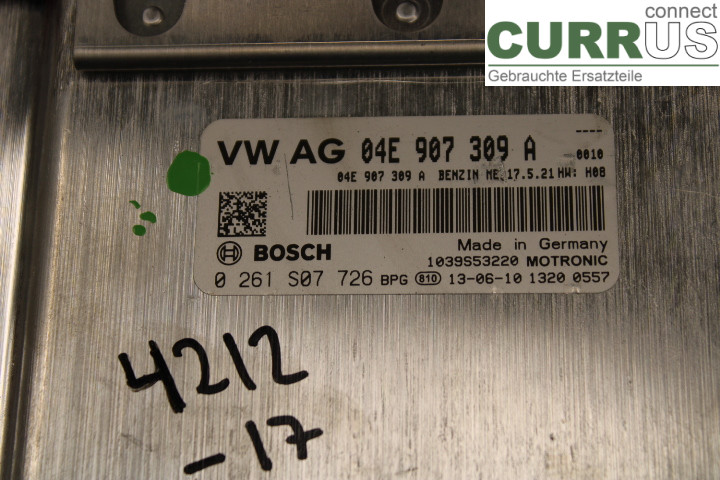 connect
CURRUS
Gebrauchte Ersatzteile
VW AG 04E 907 309 A ----
0010
04E 907 309 A BENZIN ME.17.5.21 HW: H08
BOSCH
Made in Germany
1039S53220 MOTRONIC
0 261 S07 726 BPG 810 13-06-10 1320 0557
4212
-17